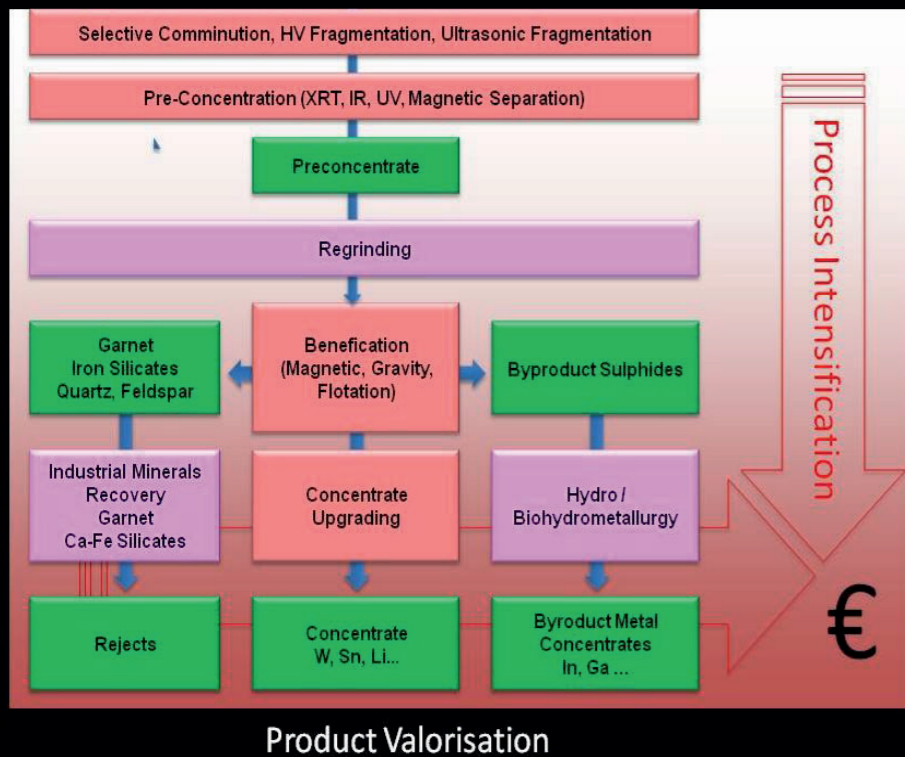 Selective Comminution, HV Fragmentation, Ultrasonic Fragmentation
Pre-Concentration (XRT, IR, UV, Magnetic Separation)
Preconcentrate
Regrinding
Garnet
Iron Silicates
Quartz, Feldspar
Benefication
(Magnetic, Gravity,
Flotation)
Byproduct Sulphides
Industrial Minerals
Recovery
Garnet
Ca-Fe Silicates
Concentrate
Upgrading
Hydro /
Biohydrometallurgy
Rejects
Concentrate
W, Sn, Li...
Byproduct Metal
Concentrates
In, Ga ...
Process Intensification
€
Product Valorisation